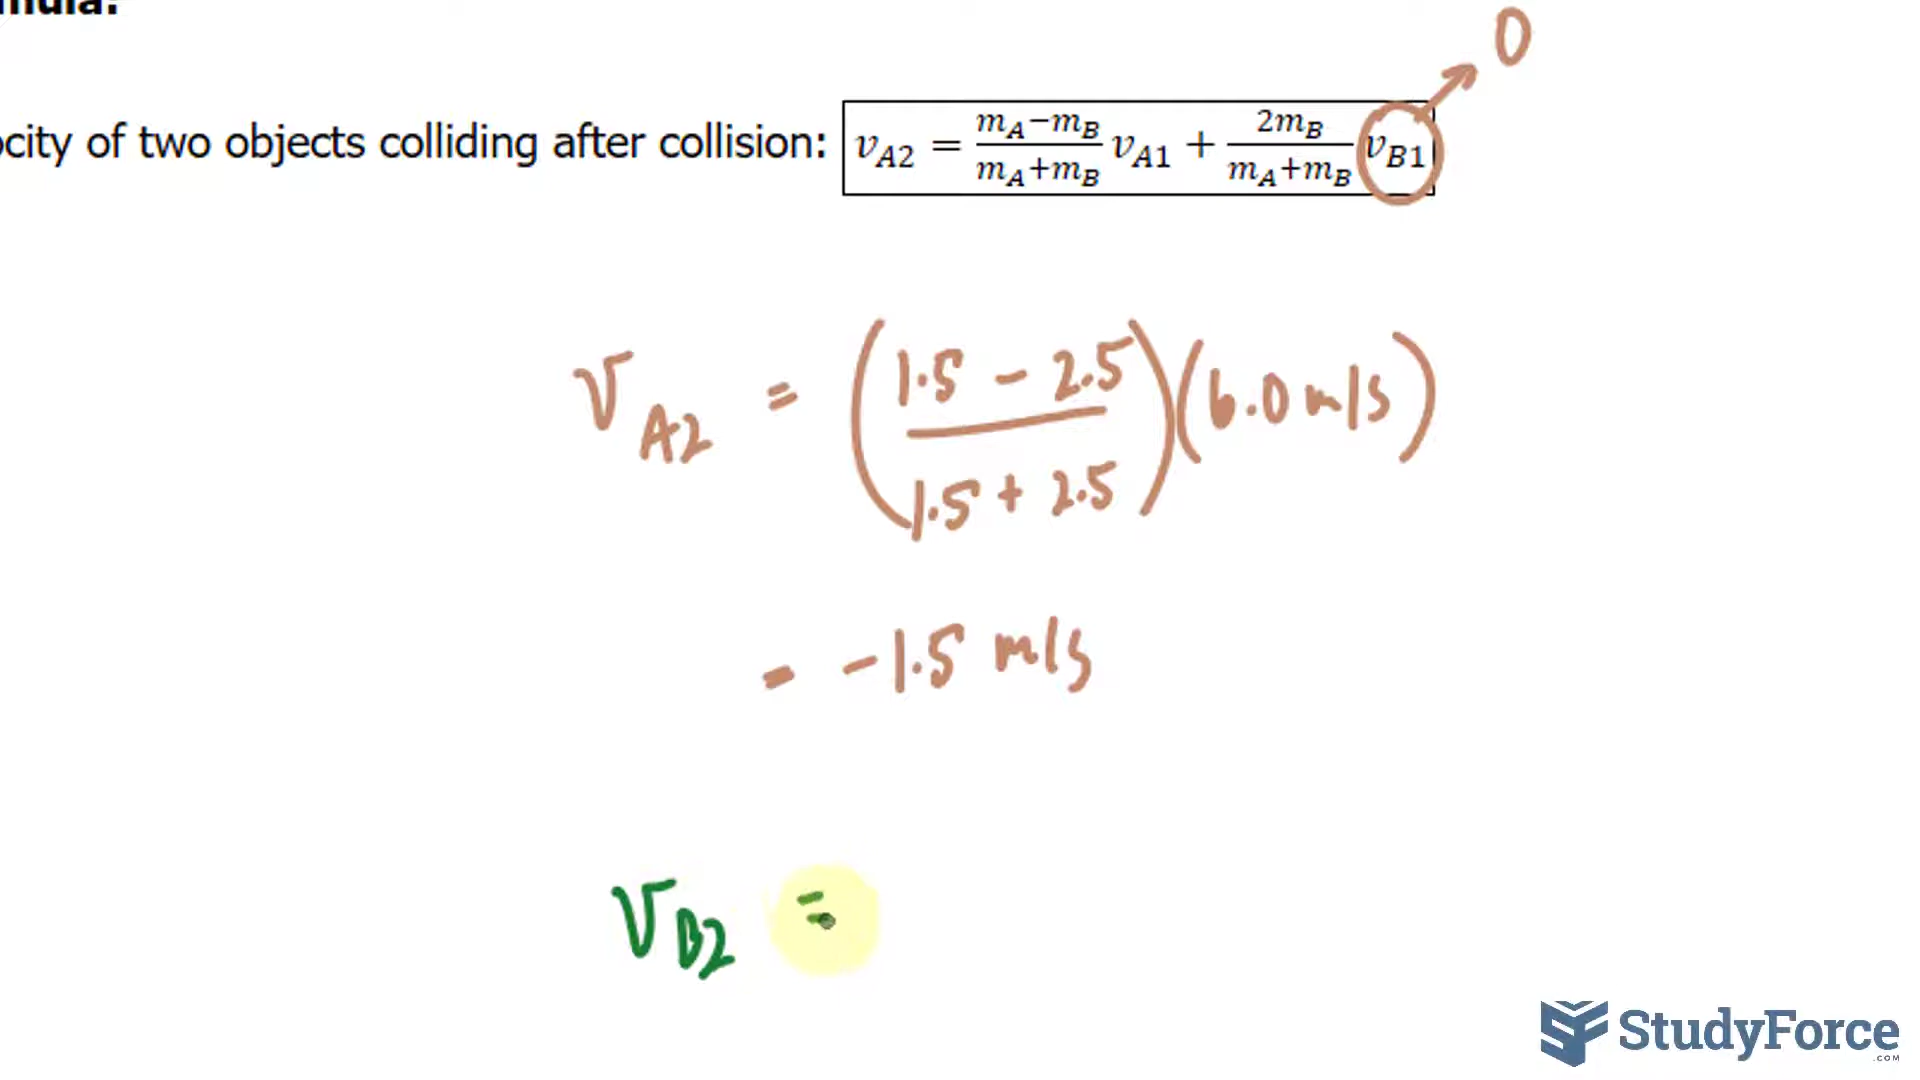 mula:
0
ocity of two objects colliding after collision: v_A2 = (m_A−m_B)/(m_A+m_B) v_A1 + 2m_B/(m_A+m_B) v_B1
V_A2 = ((1.5 - 2.5)/(1.5 + 2.5))(6.0 m/s)
= -1.5 m/s
V_B2 =
StudyForce
.COM